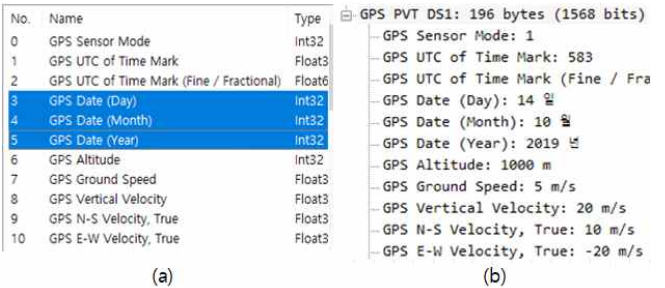 No. Name Type
0 GPS Sensor Mode Int32
1 GPS UTC of Time Mark Float3
2 GPS UTC of Time Mark (Fine / Fractional) Float6
3 GPS Date (Day) Int32
4 GPS Date (Month) Int32
5 GPS Date (Year) Int32
6 GPS Altitude Int32
7 GPS Ground Speed Float3
8 GPS Vertical Velocity Float3
9 GPS N-S Velocity, True Float3
10 GPS E-W Velocity, True Float3
(a)
GPS PVT DS1: 196 bytes (1568 bits)
GPS Sensor Mode: 1
GPS UTC of Time Mark: 583
GPS UTC of Time Mark (Fine / Fra
GPS Date (Day): 14 일
GPS Date (Month): 10 월
GPS Date (Year): 2019 년
GPS Altitude: 1000 m
GPS Ground Speed: 5 m/s
GPS Vertical Velocity: 20 m/s
GPS N-S Velocity, True: 10 m/s
GPS E-W Velocity, True: -20 m/s
(b)